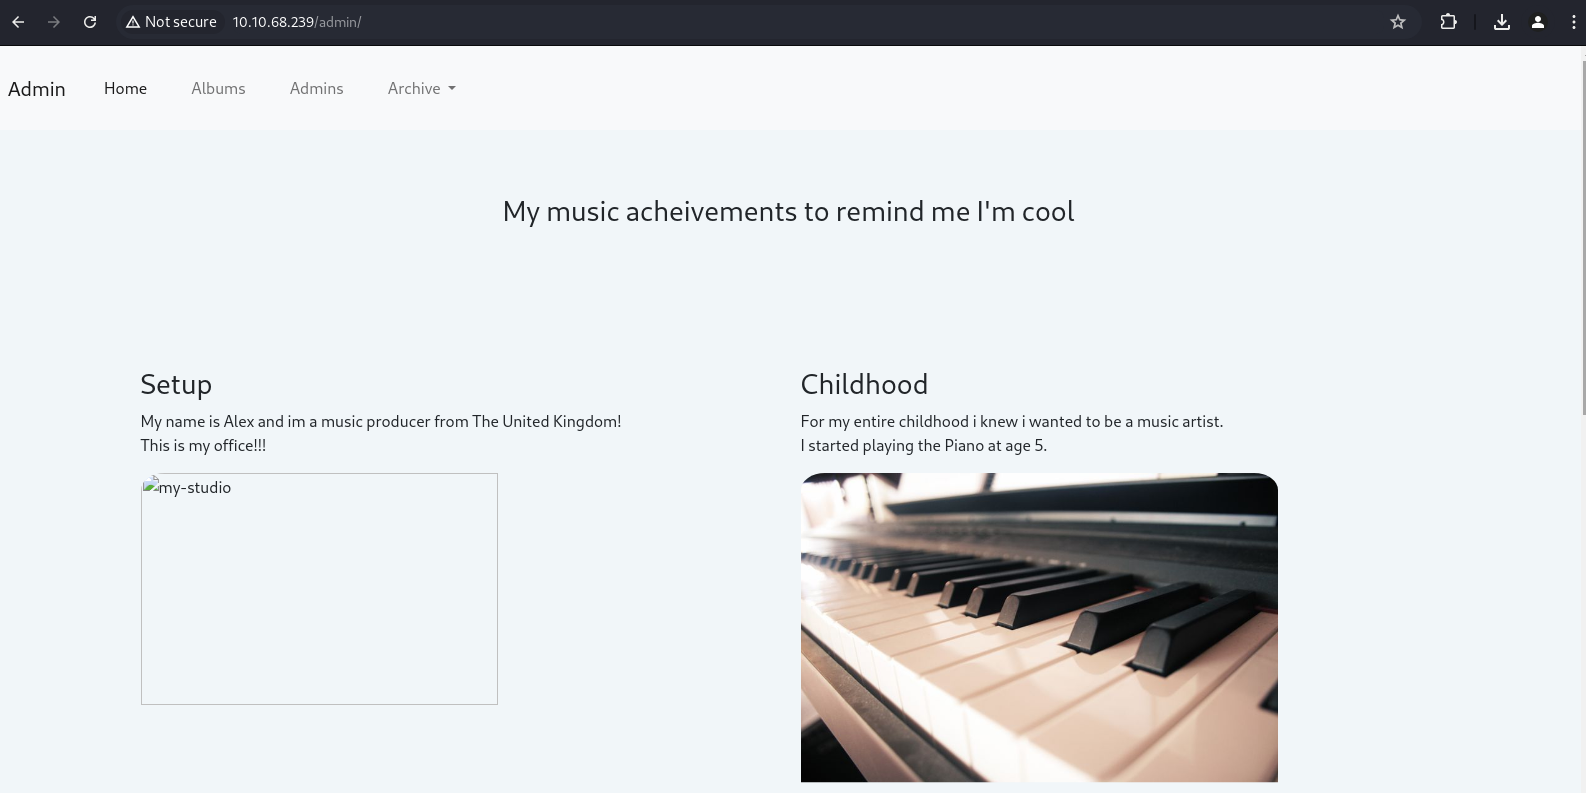 Not secure 10.10.68.239/admin/
Admin Home Albums Admins Archive
My music acheivements to remind me I'm cool
Setup
My name is Alex and im a music producer from The United Kingdom!
This is my office!!!
my-studio
Childhood
For my entire childhood i knew i wanted to be a music artist.
I started playing the Piano at age 5.